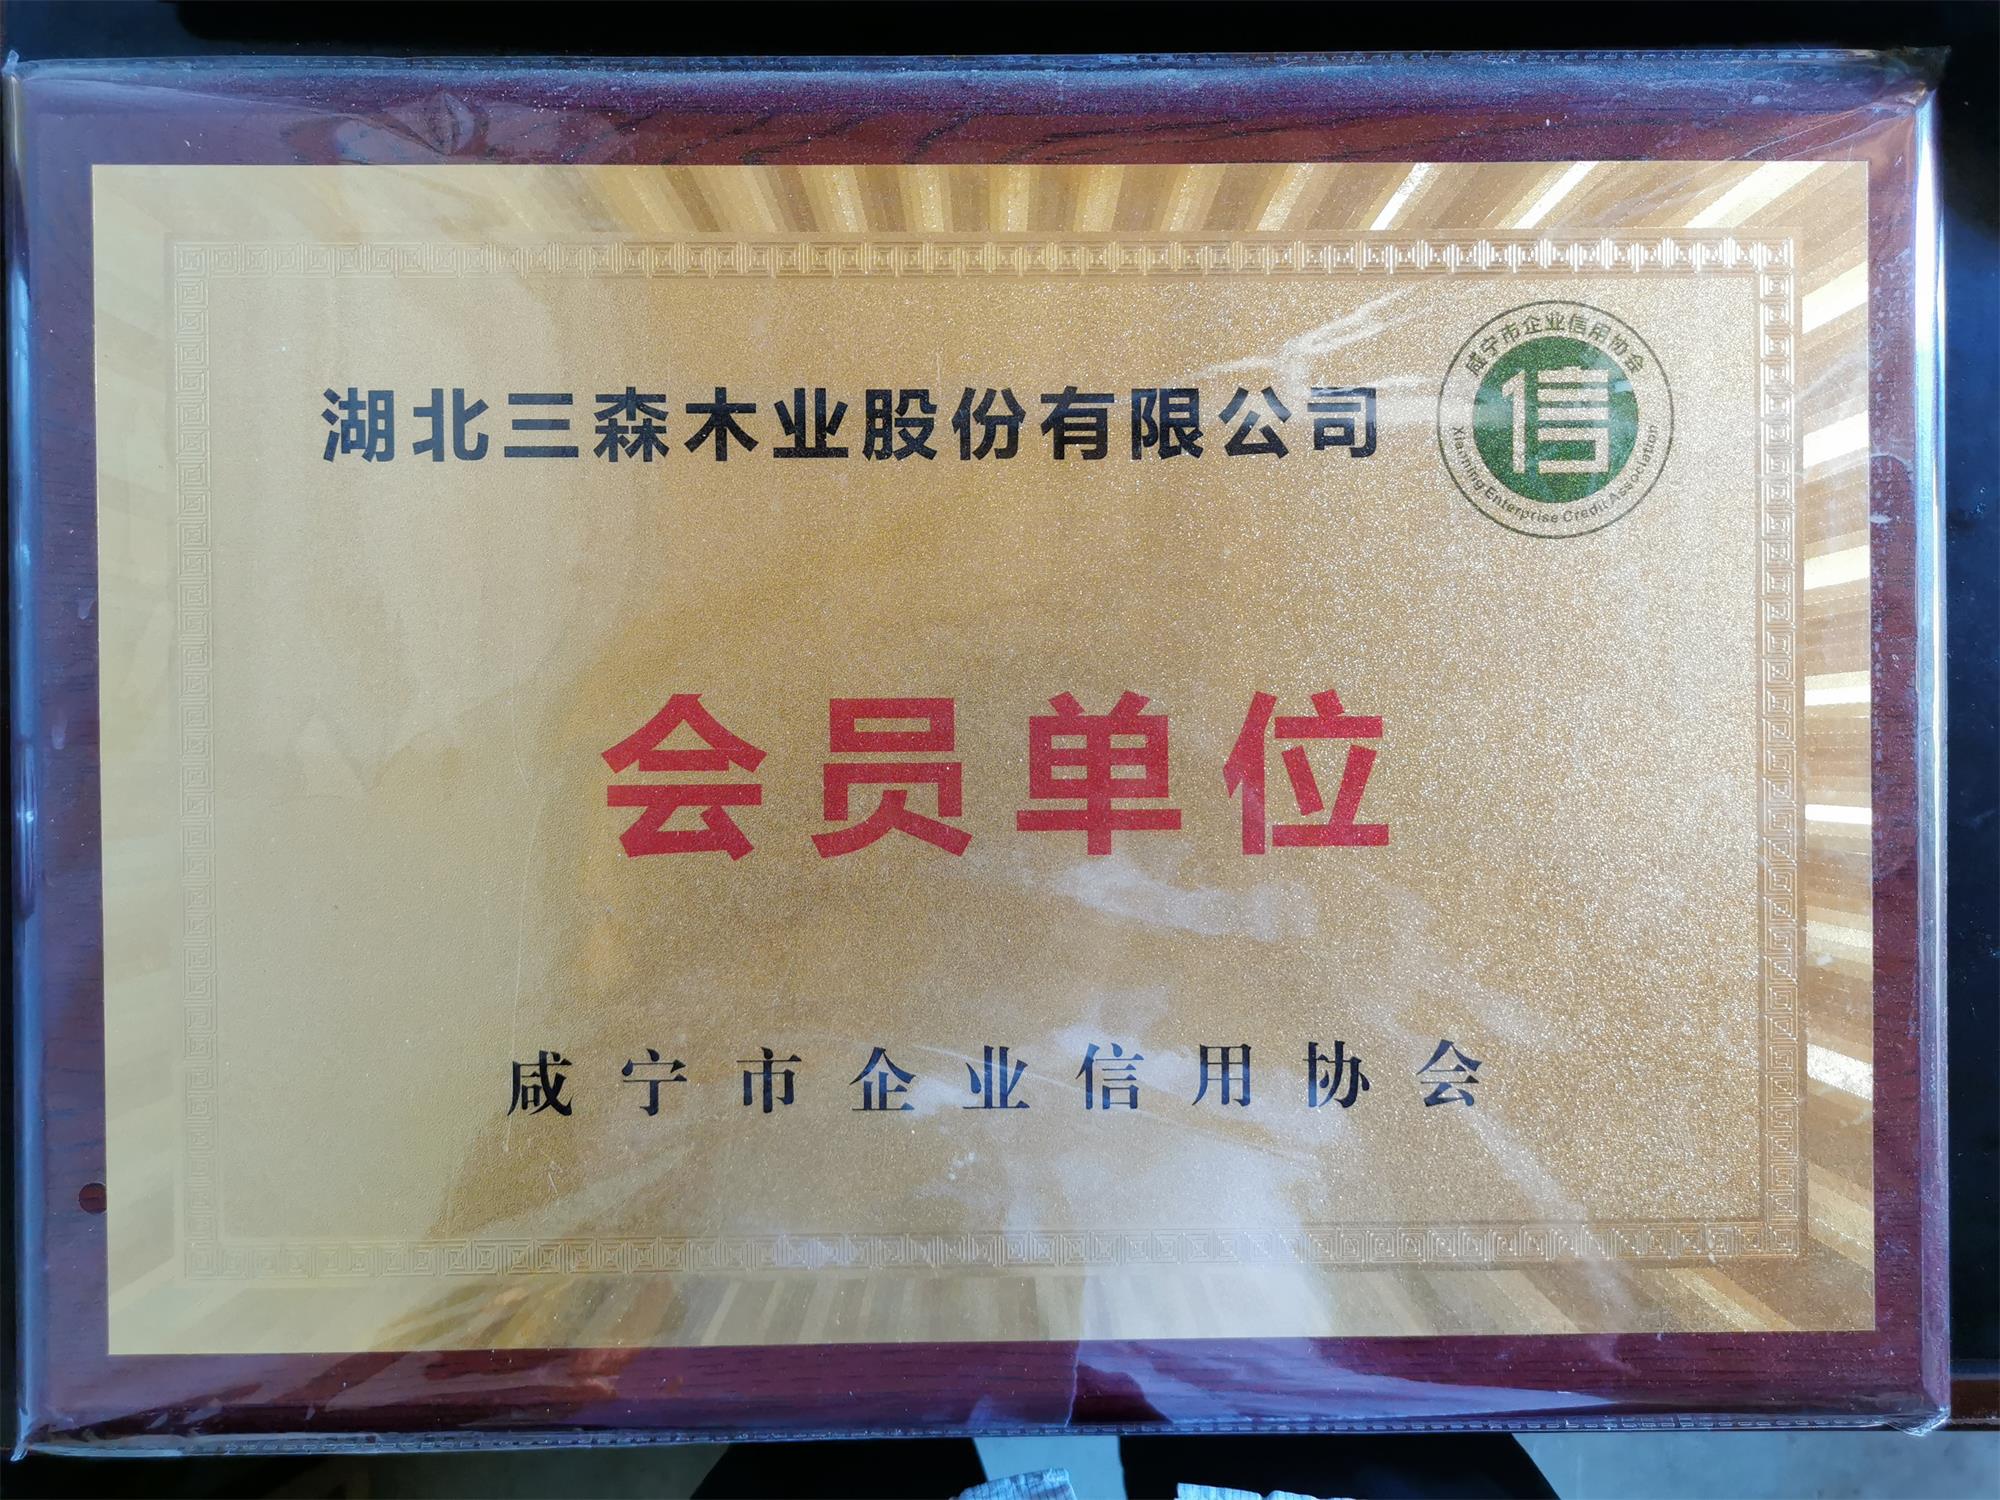 湖北三森木业股份有限公司
咸宁市企业信用协会
信
Xianning Enterprise Credit Association
会员单位
咸宁市企业信用协会